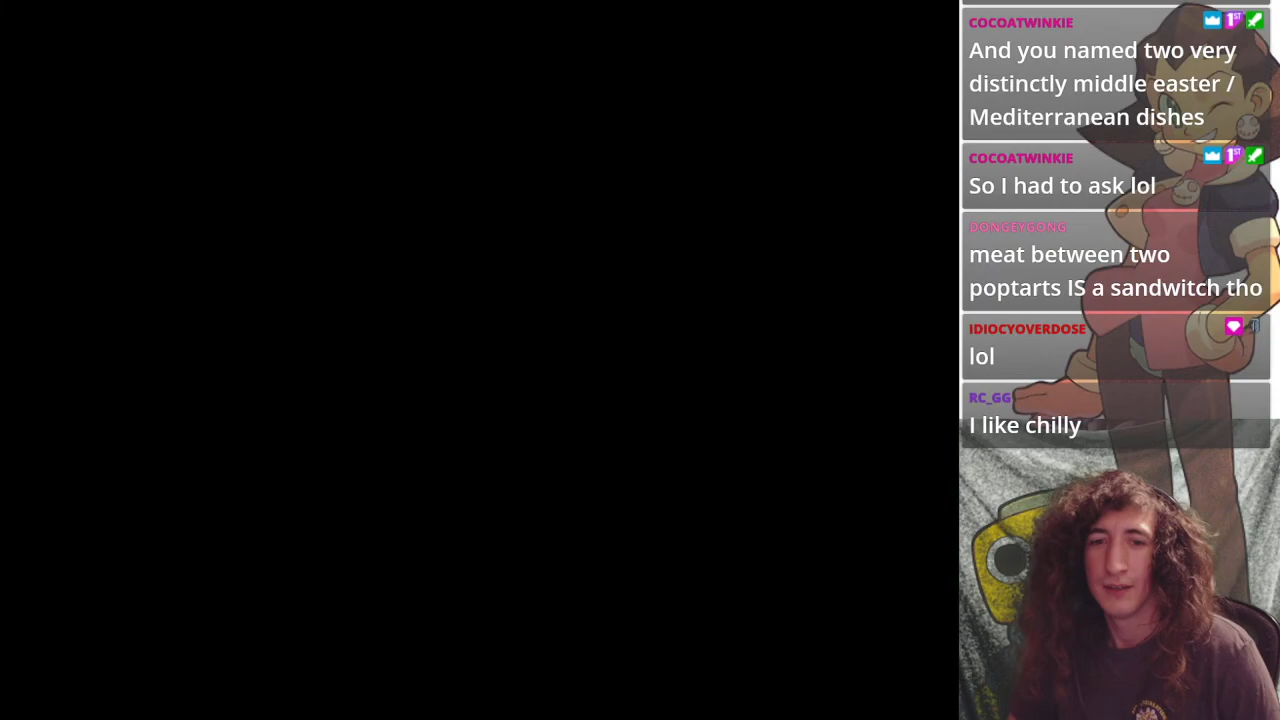 COCOATWINKIE
And you named two very
distinctly middle easter /
Mediterranean dishes
COCOATWINKIE
So I had to ask lol
DONGEYGONG
meat between two
poptarts IS a sandwitch tho
IDIOCYOVERDOSE
lol
RC_GG
I like chilly